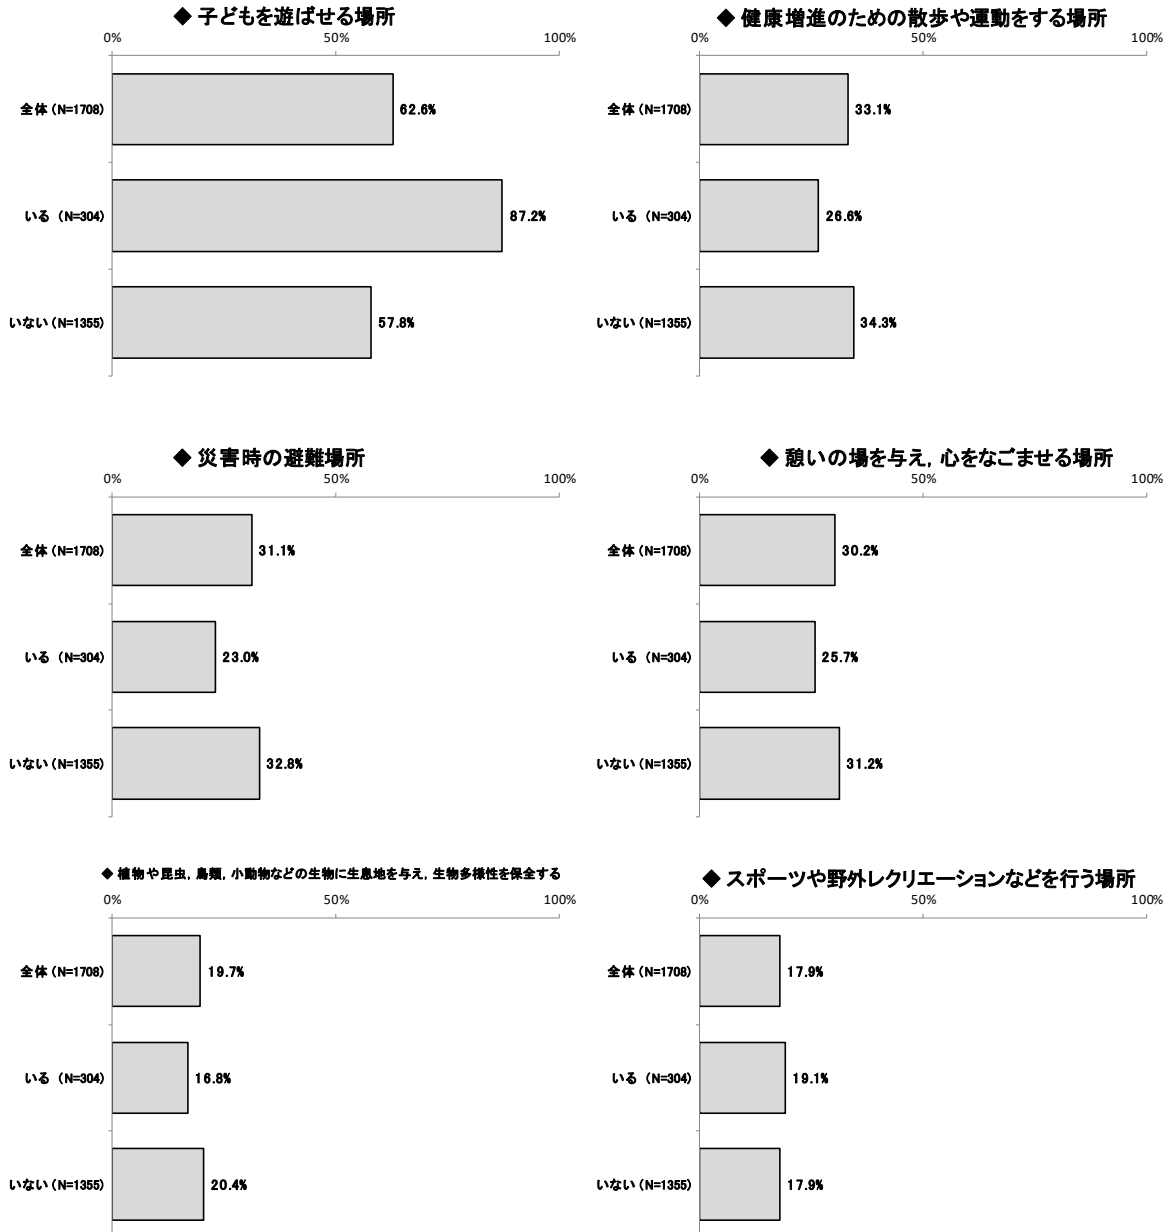 ◆ 子どもを遊ばせる場所
0% 50% 100%
全体(N=1708) 62.6%
いる (N=304) 87.2%
いない(N=1355) 57.8%
◆ 健康増進のための散歩や運動をする場所
0% 50% 100%
全体(N=1708) 33.1%
いる (N=304) 26.6%
いない(N=1355) 34.3%
◆ 災害時の避難場所
0% 50% 100%
全体(N=1708) 31.1%
いる (N=304) 23.0%
いない(N=1355) 32.8%
◆ 憩いの場を与え,心をなごませる場所
0% 50% 100%
全体(N=1708) 30.2%
いる (N=304) 25.7%
いない(N=1355) 31.2%
◆ 植物や昆虫,鳥類,小動物などの生物に生息地を与え,生物多様性を保全する
0% 50% 100%
全体(N=1708) 19.7%
いる (N=304) 16.8%
いない(N=1355) 20.4%
◆ スポーツや野外レクリエーションなどを行う場所
0% 50% 100%
全体(N=1708) 17.9%
いる (N=304) 19.1%
いない(N=1355) 17.9%